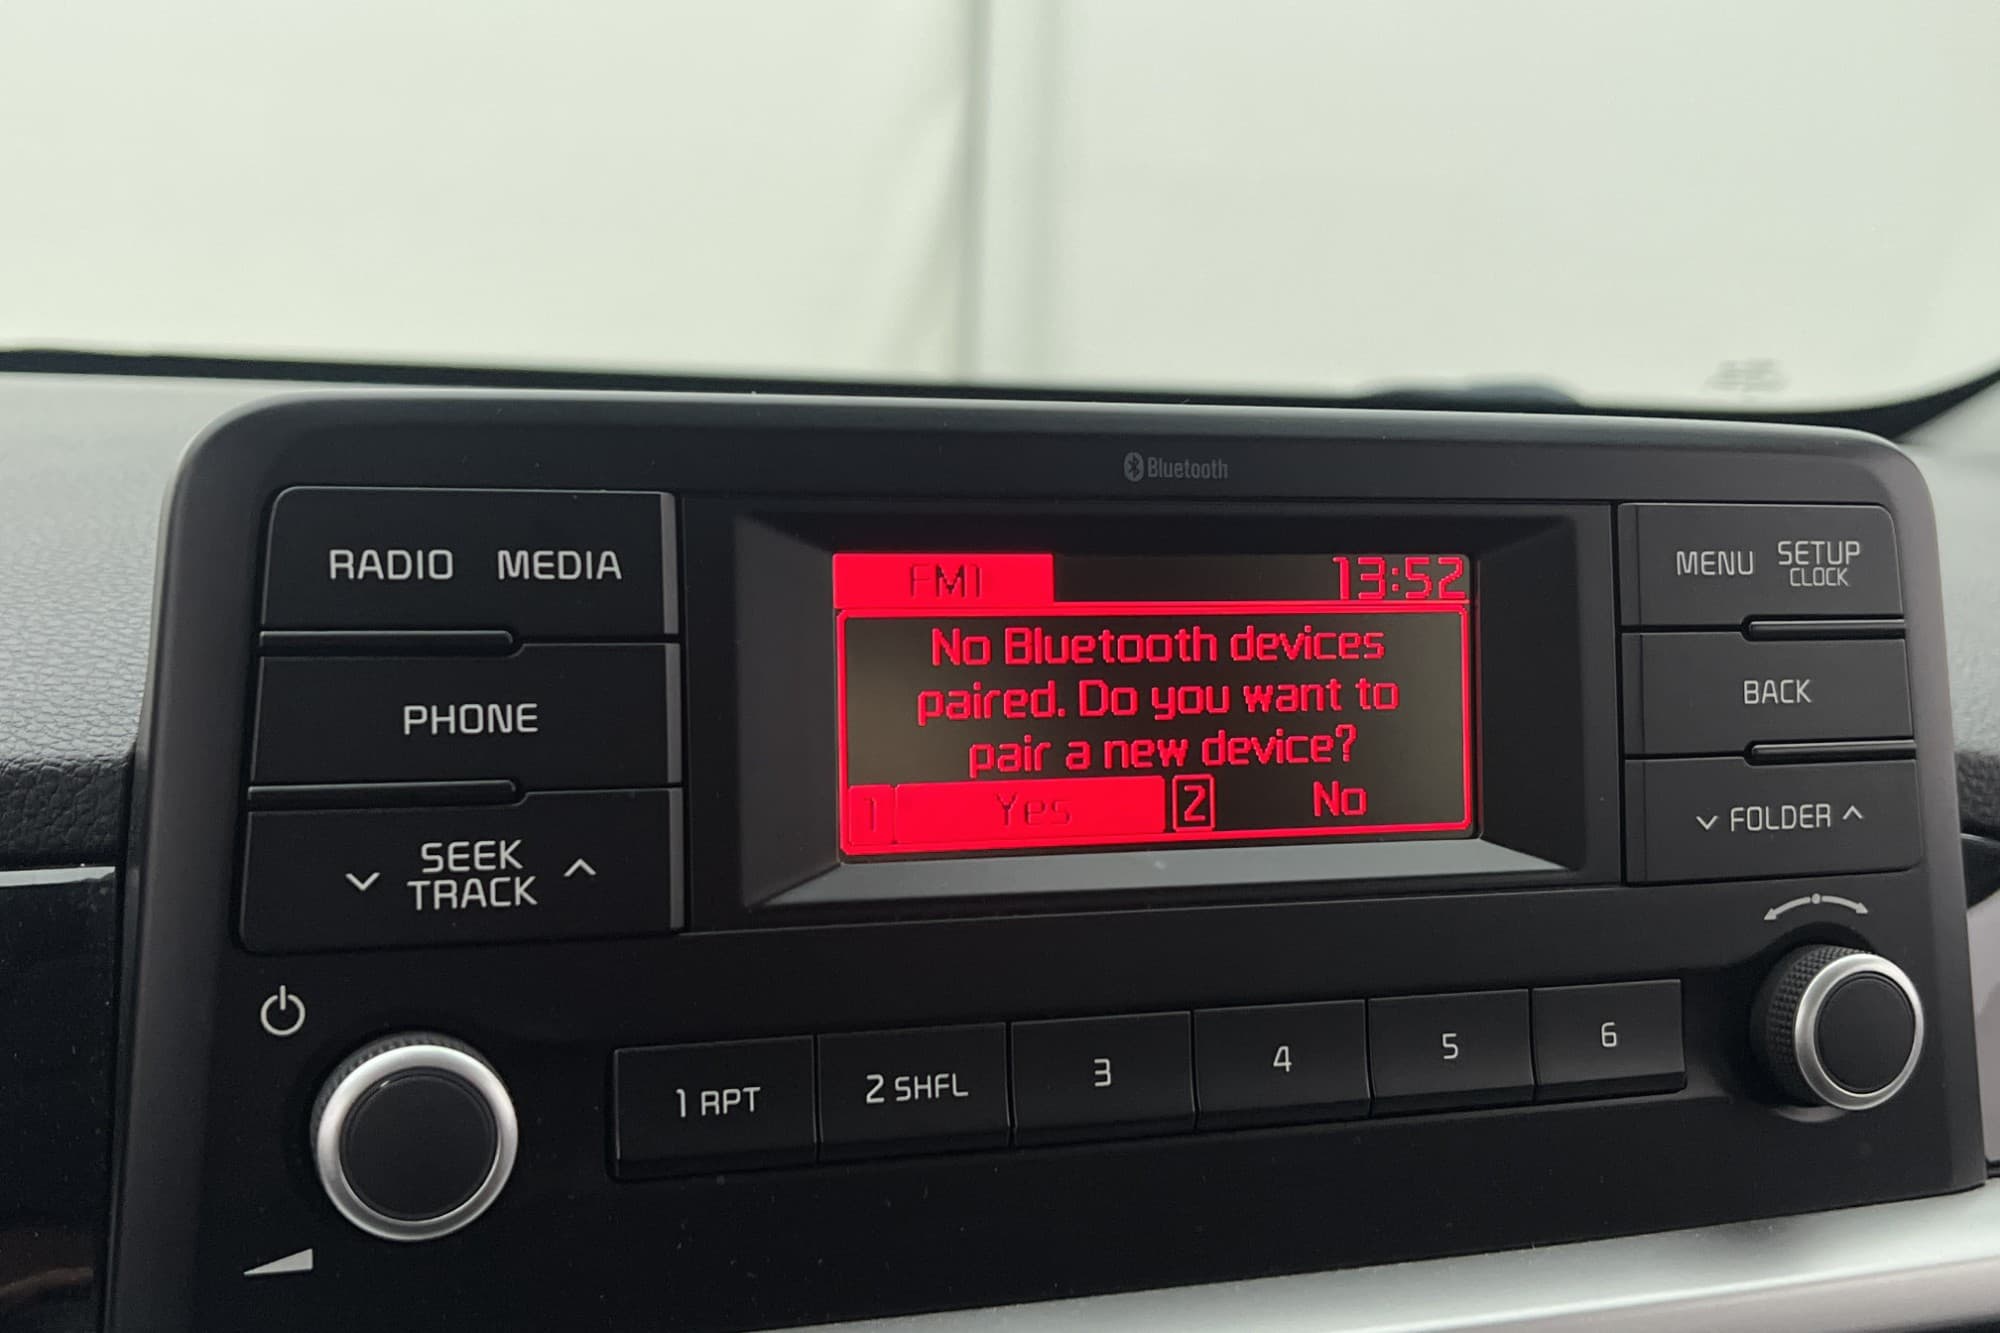 Bluetooth
RADIO MEDIA
PHONE
SEEK
TRACK
FM1 13:52
No Bluetooth devices
paired. Do you want to
pair a new device?
1 Yes 2 No
MENU SETUP
CLOCK
BACK
FOLDER
1 RPT 2 SHFL 3 4 5 6